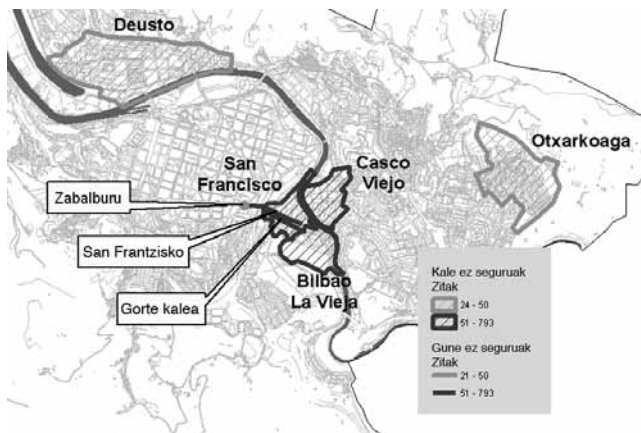 Deusto
San
Francisco
Casco
Viejo
Otxarkoaga
Zabalburu
San Frantzisko
Gorte kalea
Bilbao
La Vieja
Kale ez seguruak
Zitak
24 - 50
51 - 793
Gune ez seguruak
Zitak
21 - 50
51 - 793